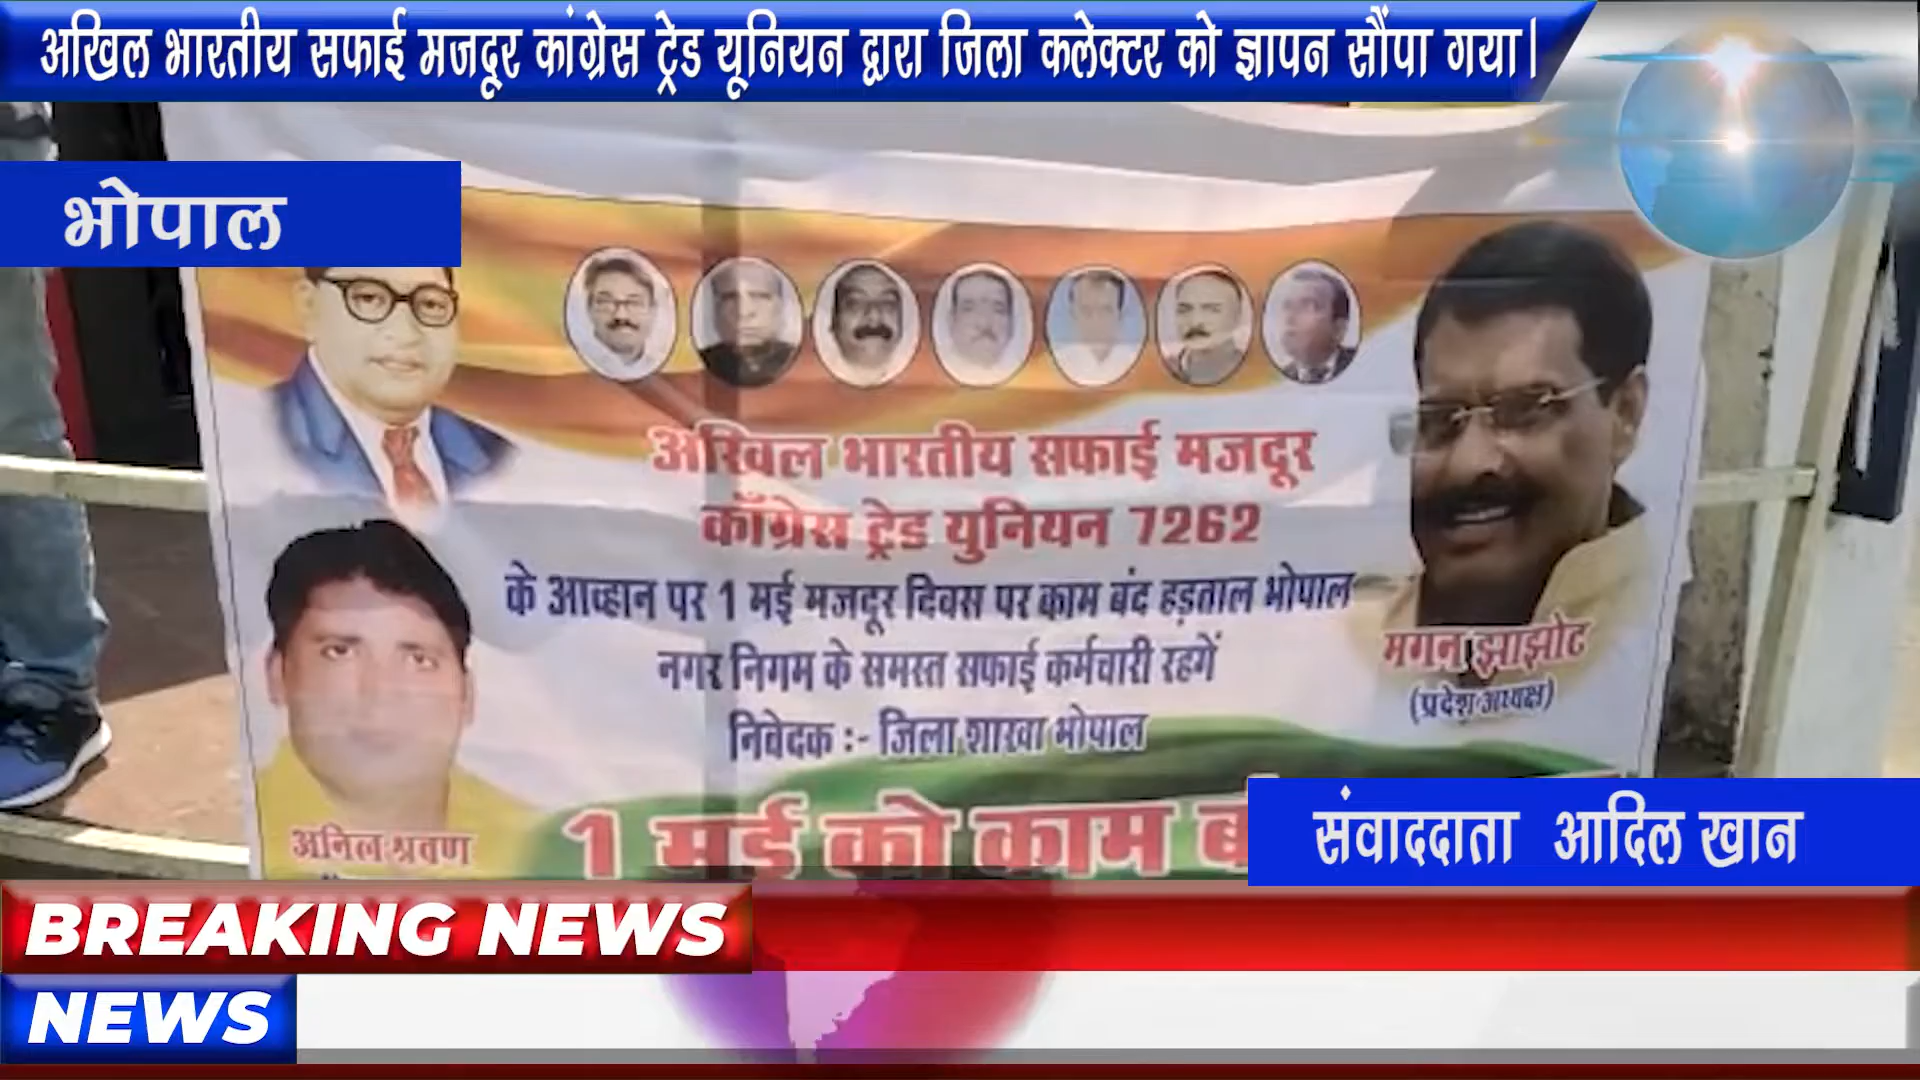 अखिल भारतीय सफाई मजदूर कांग्रेस ट्रेड यूनियन द्वारा जिला कलेक्टर को ज्ञापन सौंपा गया।
भोपाल
अखिल भारतीय सफाई मजदूर
कॉंग्रेस ट्रेड युनियन 7262
के आव्हान पर 1 मई मजदूर दिवस पर काम बंद हड़ताल भोपाल
नगर निगम के समस्त सफाई कर्मचारी रहगें
निवेदक :- जिला शाखा भोपाल
मगन झाझोट
(प्रदेश अध्यक्ष)
अनिल श्रवण
1 मई को काम
संवाददाता आदिल खान
BREAKING NEWS
NEWS